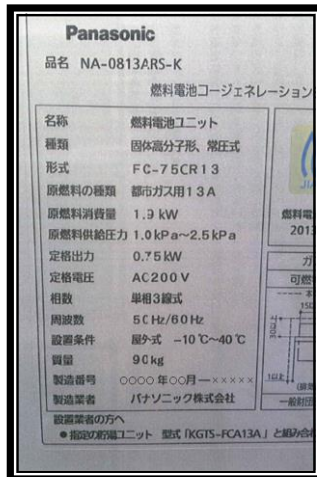 Panasonic
品名 NA-0813ARS-K
燃料電池コージェネレーション
名称 燃料電池ユニット
種類 固体高分子形、常圧式
形式 FC-75CR13
原燃料の種類 都市ガス用13A
原燃料消費量 1.9 kW
原燃料供給圧力 1.0kPa～2.5kPa
定格出力 0.75kW
定格電圧 AC200V
相数 単相3線式
周波数 50Hz/60Hz
設置条件 屋外式 -10℃～40℃
質量 90kg
製造番号 ○○○○年○○月－×××××
製造業者 パナソニック株式会社
設置業者の方へ
●指定の貯湯ユニット 型式「KGTS-FCA13A」と組み合
JIA
燃料電
2013
ガ
可燃
一般財団